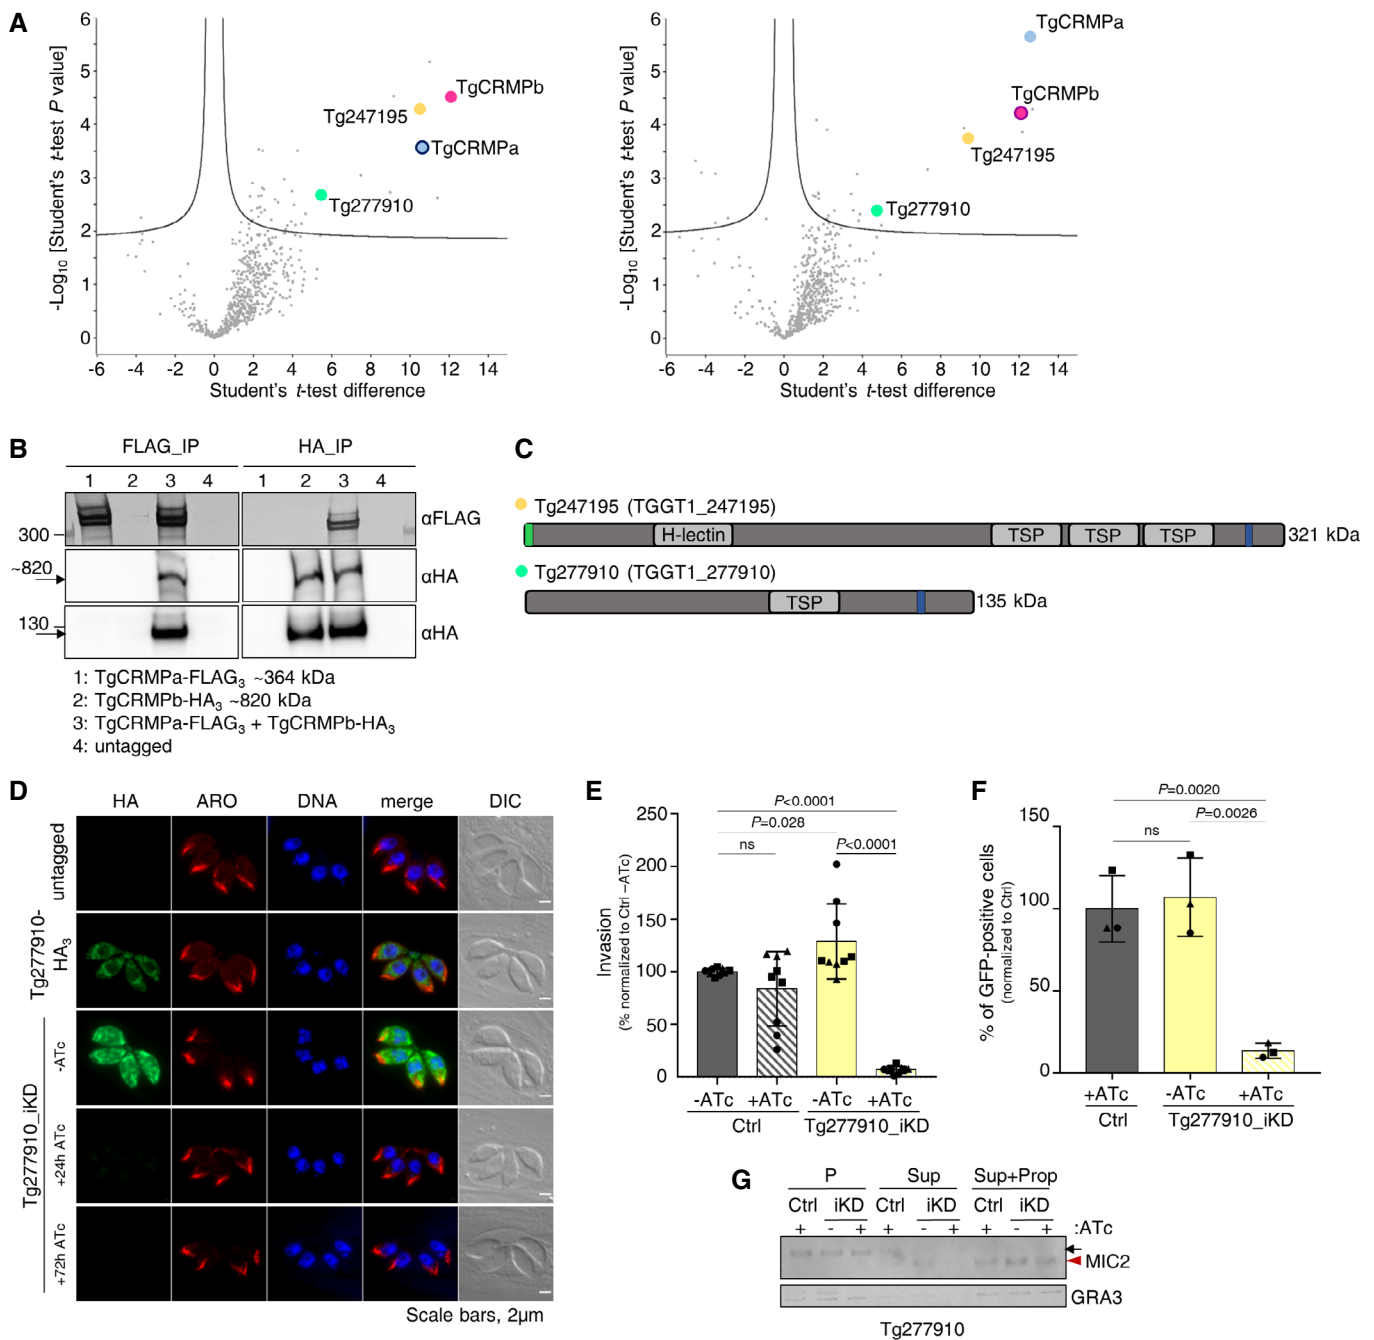 A
-Log10 [Student's t-test P value]
6
5
4
3
2
1
0
TgCRMPb
Tg247195
TgCRMPa
Tg277910
-6 -4 -2 0 2 4 6 8 10 12 14
Student's t-test difference
-Log10 [Student's t-test P value]
6
5
4
3
2
1
0
TgCRMPa
TgCRMPb
Tg247195
Tg277910
-6 -4 -2 0 2 4 6 8 10 12 14
Student's t-test difference
B
FLAG_IP HA_IP
1 2 3 4 1 2 3 4
300 αFLAG
~820 αHA
130 αHA
1: TgCRMPa-FLAG3 ~364 kDa
2: TgCRMPb-HA3 ~820 kDa
3: TgCRMPa-FLAG3 + TgCRMPb-HA3
4: untagged
C
Tg247195 (TGGT1_247195)
H-lectin TSP TSP TSP 321 kDa
Tg277910 (TGGT1_277910)
TSP 135 kDa
D
HA ARO DNA merge DIC
untagged
Tg277910-HA3
Tg277910_iKD
-ATc
+24h ATc
+72h ATc
Scale bars, 2µm
E
Invasion
(% normalized to Ctrl –ATc)
250
200
150
100
50
0
P<0.0001
P=0.028
ns
P<0.0001
-ATc +ATc -ATc +ATc
Ctrl Tg277910_iKD
F
% of GFP-positive cells
(normalized to Ctrl)
150
100
50
0
P=0.0020
P=0.0026
ns
+ATc -ATc +ATc
Ctrl Tg277910_iKD
G
P Sup Sup+Prop
Ctrl iKD Ctrl iKD Ctrl iKD
+ - + + - + + - + :ATc
MIC2
GRA3
Tg277910